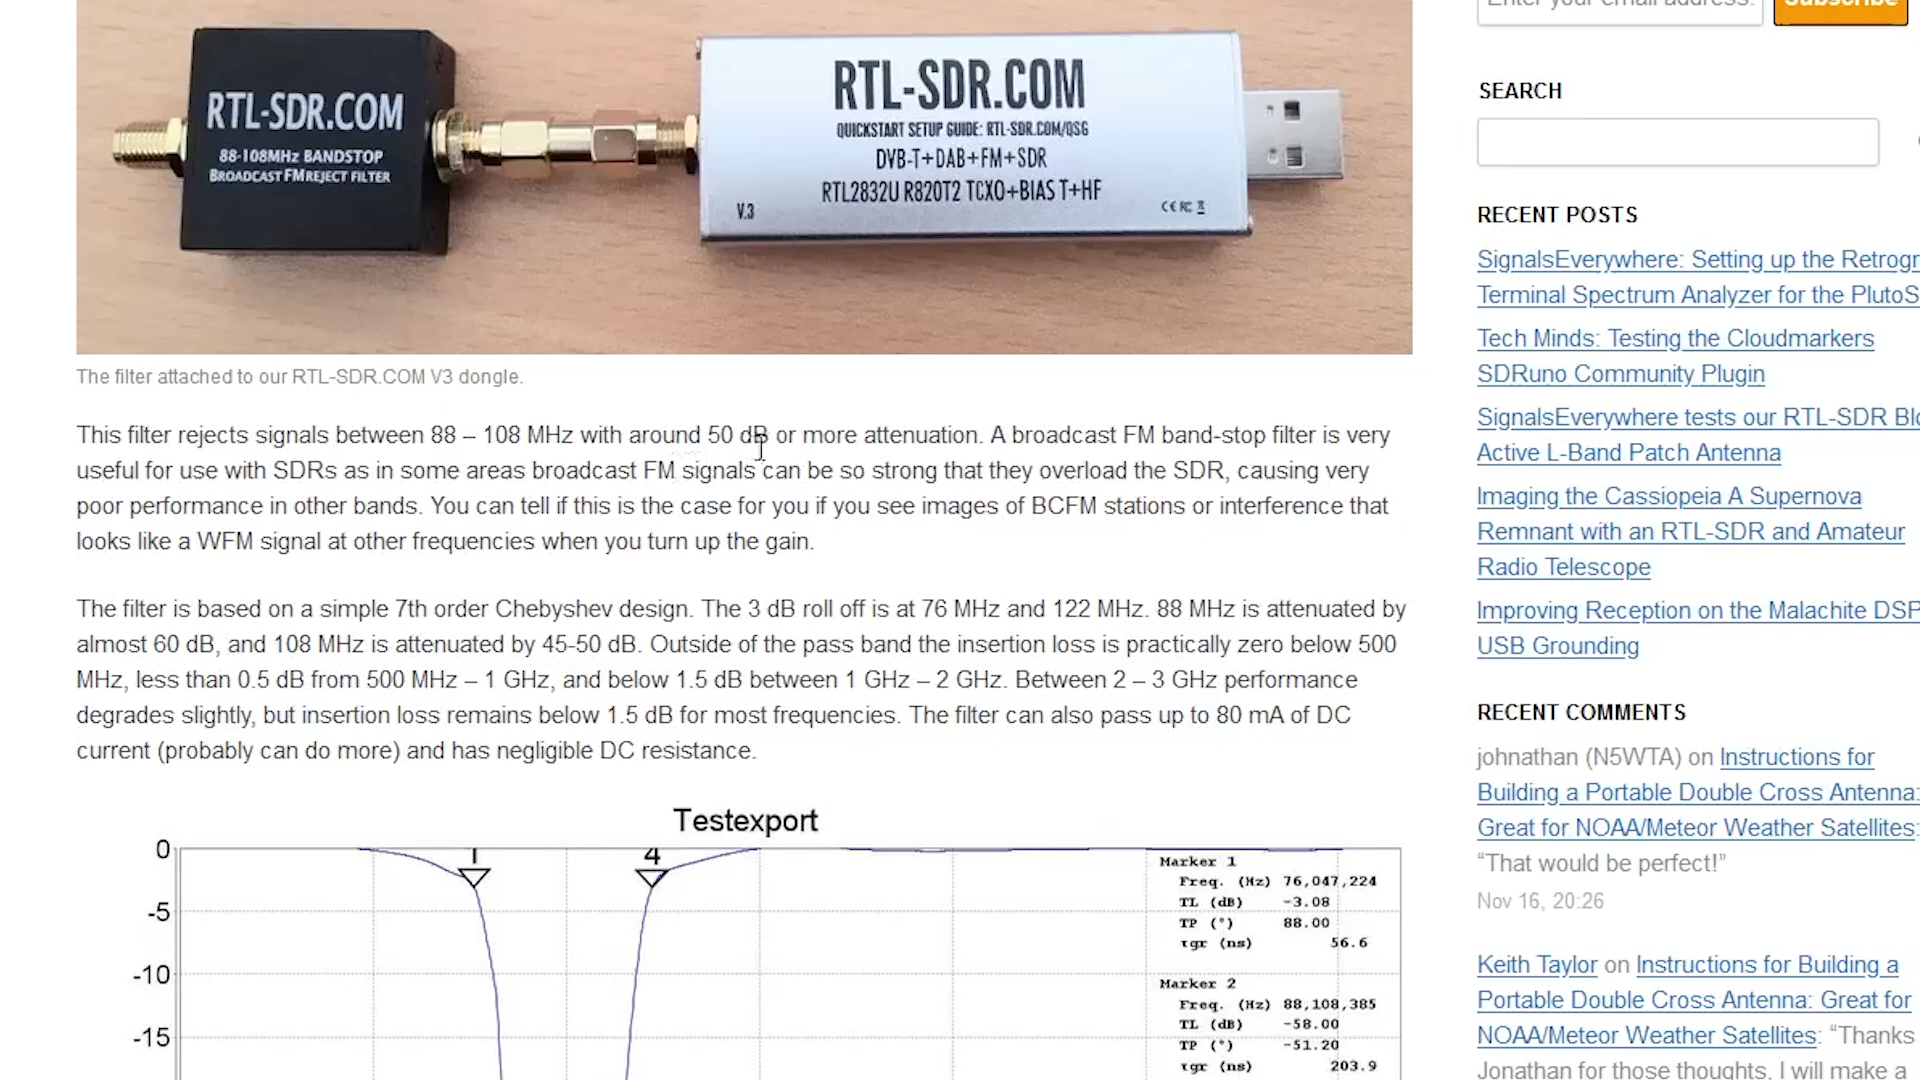 Enter your email address.
Subscribe
RTL-SDR.COM
88-108MHz BANDSTOP
BROADCAST FM REJECT FILTER
RTL-SDR.COM
QUICKSTART SETUP GUIDE: RTL-SDR.COM/QSG
DVB-T+DAB+FM+SDR
RTL2832U R820T2 TCXO+BIAS T+HF
V.3
CE FC
The filter attached to our RTL-SDR.COM V3 dongle.
This filter rejects signals between 88 – 108 MHz with around 50 dB or more attenuation. A broadcast FM band-stop filter is very
useful for use with SDRs as in some areas broadcast FM signals can be so strong that they overload the SDR, causing very
poor performance in other bands. You can tell if this is the case for you if you see images of BCFM stations or interference that
looks like a WFM signal at other frequencies when you turn up the gain.
The filter is based on a simple 7th order Chebyshev design. The 3 dB roll off is at 76 MHz and 122 MHz. 88 MHz is attenuated by
almost 60 dB, and 108 MHz is attenuated by 45-50 dB. Outside of the pass band the insertion loss is practically zero below 500
MHz, less than 0.5 dB from 500 MHz – 1 GHz, and below 1.5 dB between 1 GHz – 2 GHz. Between 2 – 3 GHz performance
degrades slightly, but insertion loss remains below 1.5 dB for most frequencies. The filter can also pass up to 80 mA of DC
current (probably can do more) and has negligible DC resistance.
Testexport
0
-5
-10
-15
1
4
Marker 1
Freq. (Hz) 76,047,224
TL (dB) -3.08
TP (°) 88.00
τgr (ns) 56.6
Marker 2
Freq. (Hz) 88,108,385
TL (dB) -58.00
TP (°) -51.20
τgr (ns) 203.9
SEARCH
RECENT POSTS
SignalsEverywhere: Setting up the Retrogr
Terminal Spectrum Analyzer for the PlutoS
Tech Minds: Testing the Cloudmarkers
SDRuno Community Plugin
SignalsEverywhere tests our RTL-SDR Blo
Active L-Band Patch Antenna
Imaging the Cassiopeia A Supernova
Remnant with an RTL-SDR and Amateur
Radio Telescope
Improving Reception on the Malachite DSP
USB Grounding
RECENT COMMENTS
johnathan (N5WTA) on Instructions for
Building a Portable Double Cross Antenna:
Great for NOAA/Meteor Weather Satellites:
“That would be perfect!”
Nov 16, 20:26
Keith Taylor on Instructions for Building a
Portable Double Cross Antenna: Great for
NOAA/Meteor Weather Satellites: “Thanks
Jonathan for those thoughts, I will make a